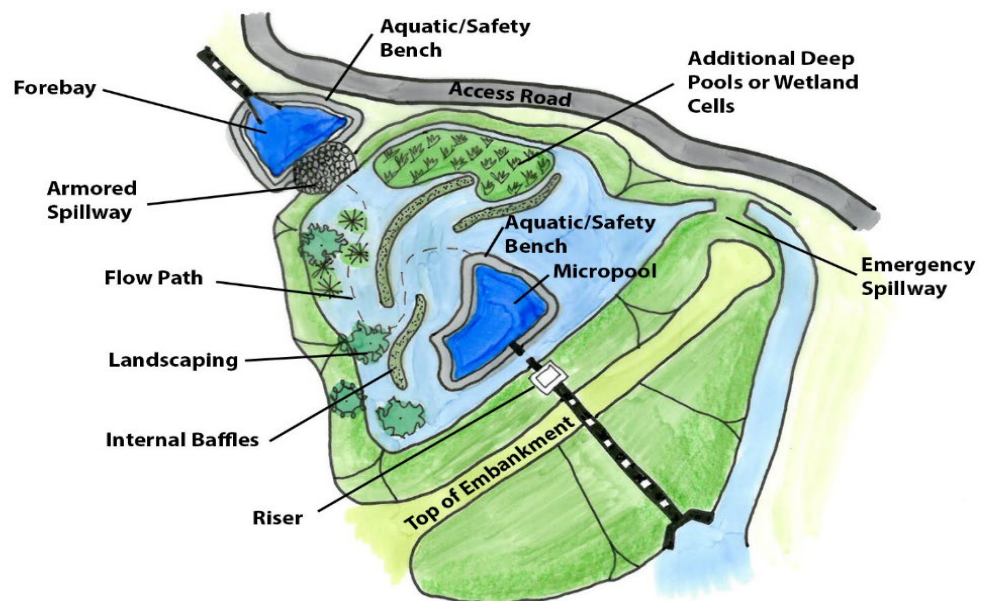 Aquatic/Safety
Bench
Forebay
Access Road
Additional Deep
Pools or Wetland
Cells
Armored
Spillway
Aquatic/Safety
Bench
Micropool
Flow Path
Emergency
Spillway
Landscaping
Internal Baffles
Top of Embankment
Riser